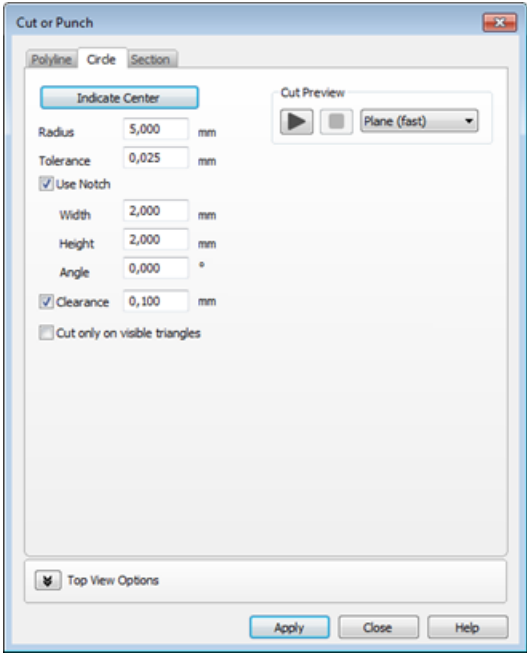 Cut or Punch
Polyline Circle Section
Indicate Center
Cut Preview
Plane (fast)
Radius 5,000 mm
Tolerance 0,025 mm
Use Notch
Width 2,000 mm
Height 2,000 mm
Angle 0,000 °
Clearance 0,100 mm
Cut only on visible triangles
Top View Options
Apply Close Help